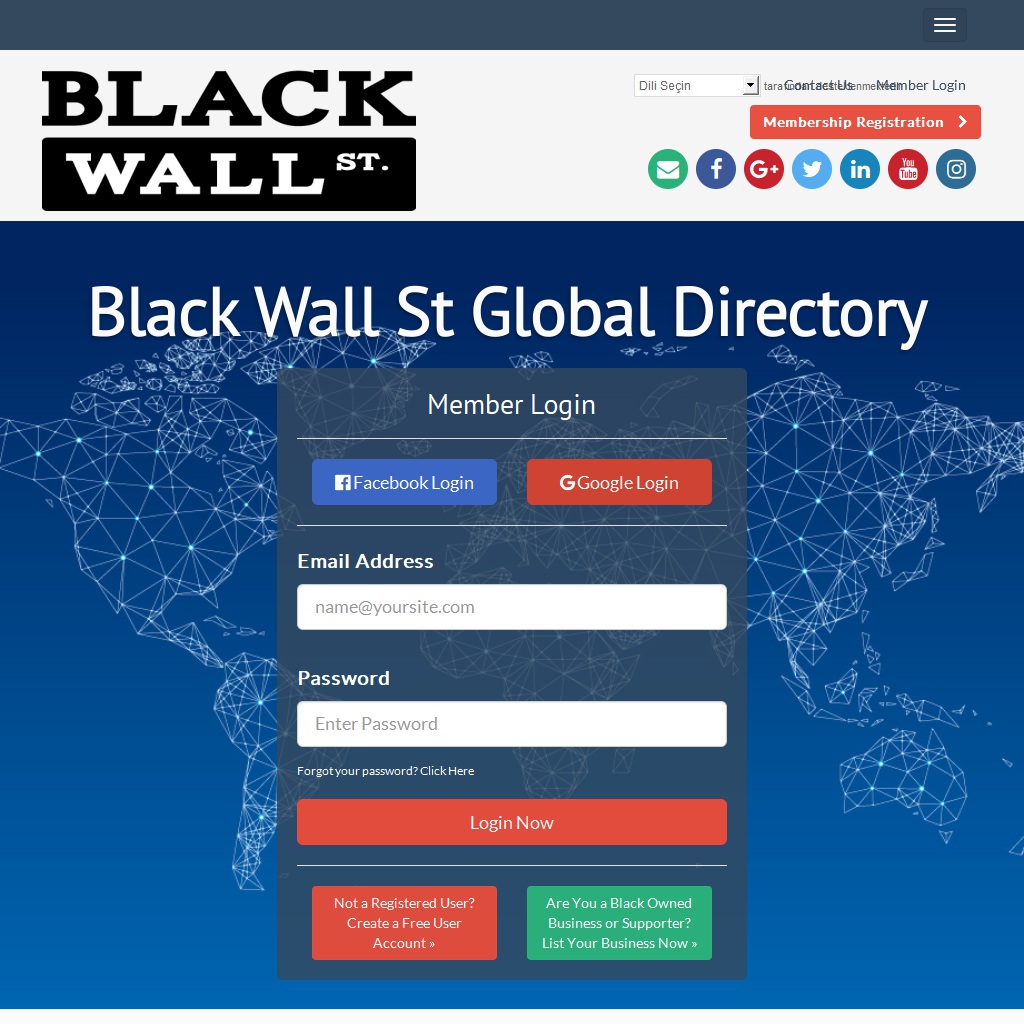 BLACK
WALL ST.
Dili Seçin
Contact Us
Member Login
Membership Registration
You Tube
Black Wall St Global Directory
Member Login
Facebook Login
Google Login
Email Address
name@yoursite.com
Password
Enter Password
Forgot your password? Click Here
Login Now
Not a Registered User?
Create a Free User
Account »
Are You a Black Owned
Business or Supporter?
List Your Business Now »